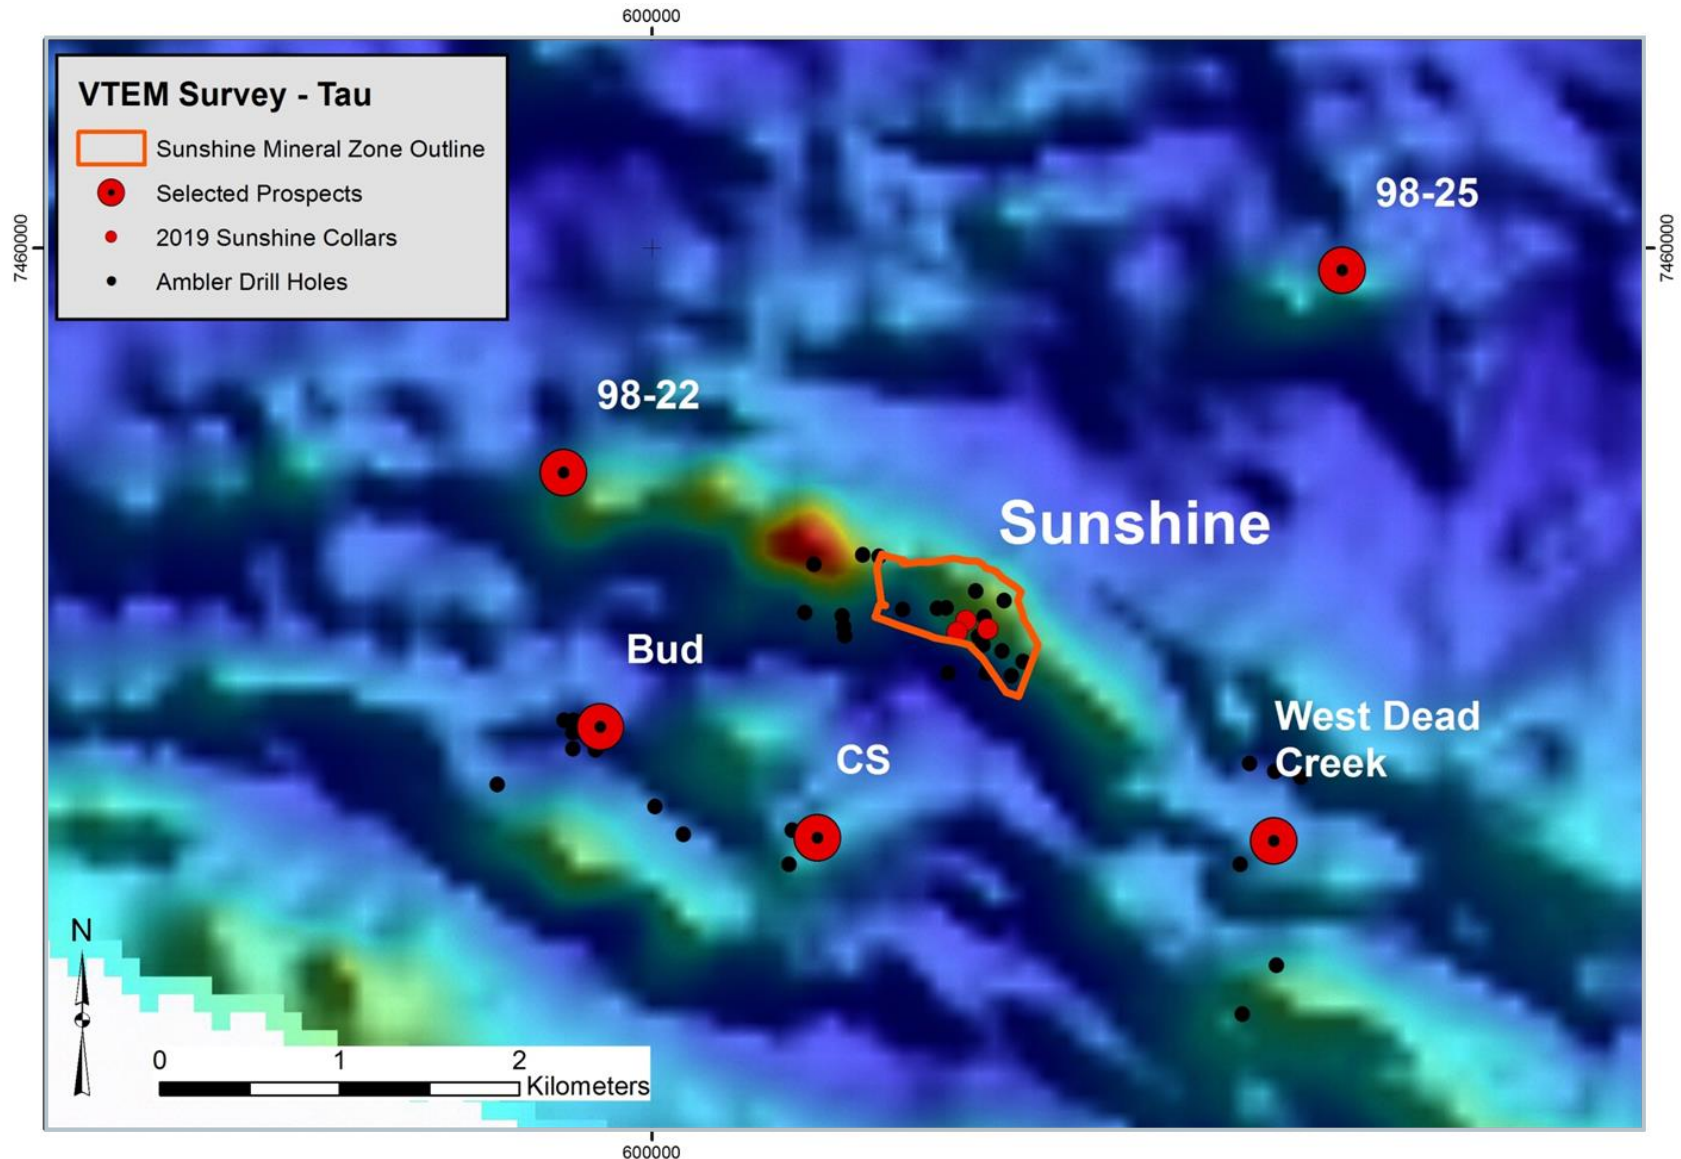 600000
VTEM Survey - Tau
Sunshine Mineral Zone Outline
Selected Prospects
2019 Sunshine Collars
Ambler Drill Holes
98-25
7460000
7460000
98-22
Sunshine
Bud
West Dead
Creek
CS
N
0 1 2
Kilometers
600000